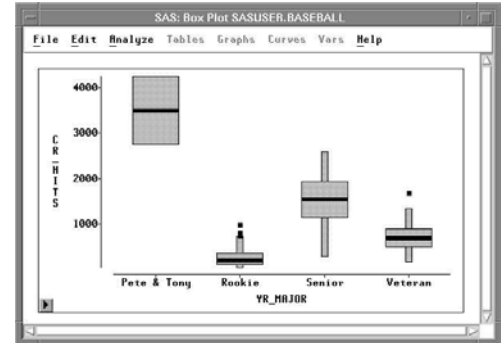 SAS: Box Plot SASUSER.BASEBALL
File Edit Analyze Tables Graphs Curves Vars Help
4000
3000
2000
1000
CR_HITS
Pete & Tony Rookie Senior Veteran
YR_MAJOR